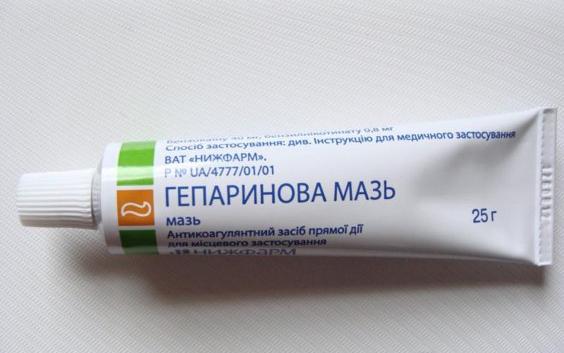 бензокаїну 40 мг, бензилнікотинату 0,8 мг
Спосіб застосування: див. Інструкцію для медичного застосування
ВАТ «НИЖФАРМ».
Р № UA/4777/01/01
ГЕПАРИНОВА МАЗЬ
мазь
25 г
Антикоагулянтний засіб прямої дії
для місцевого застосування
НИЖФАРМ